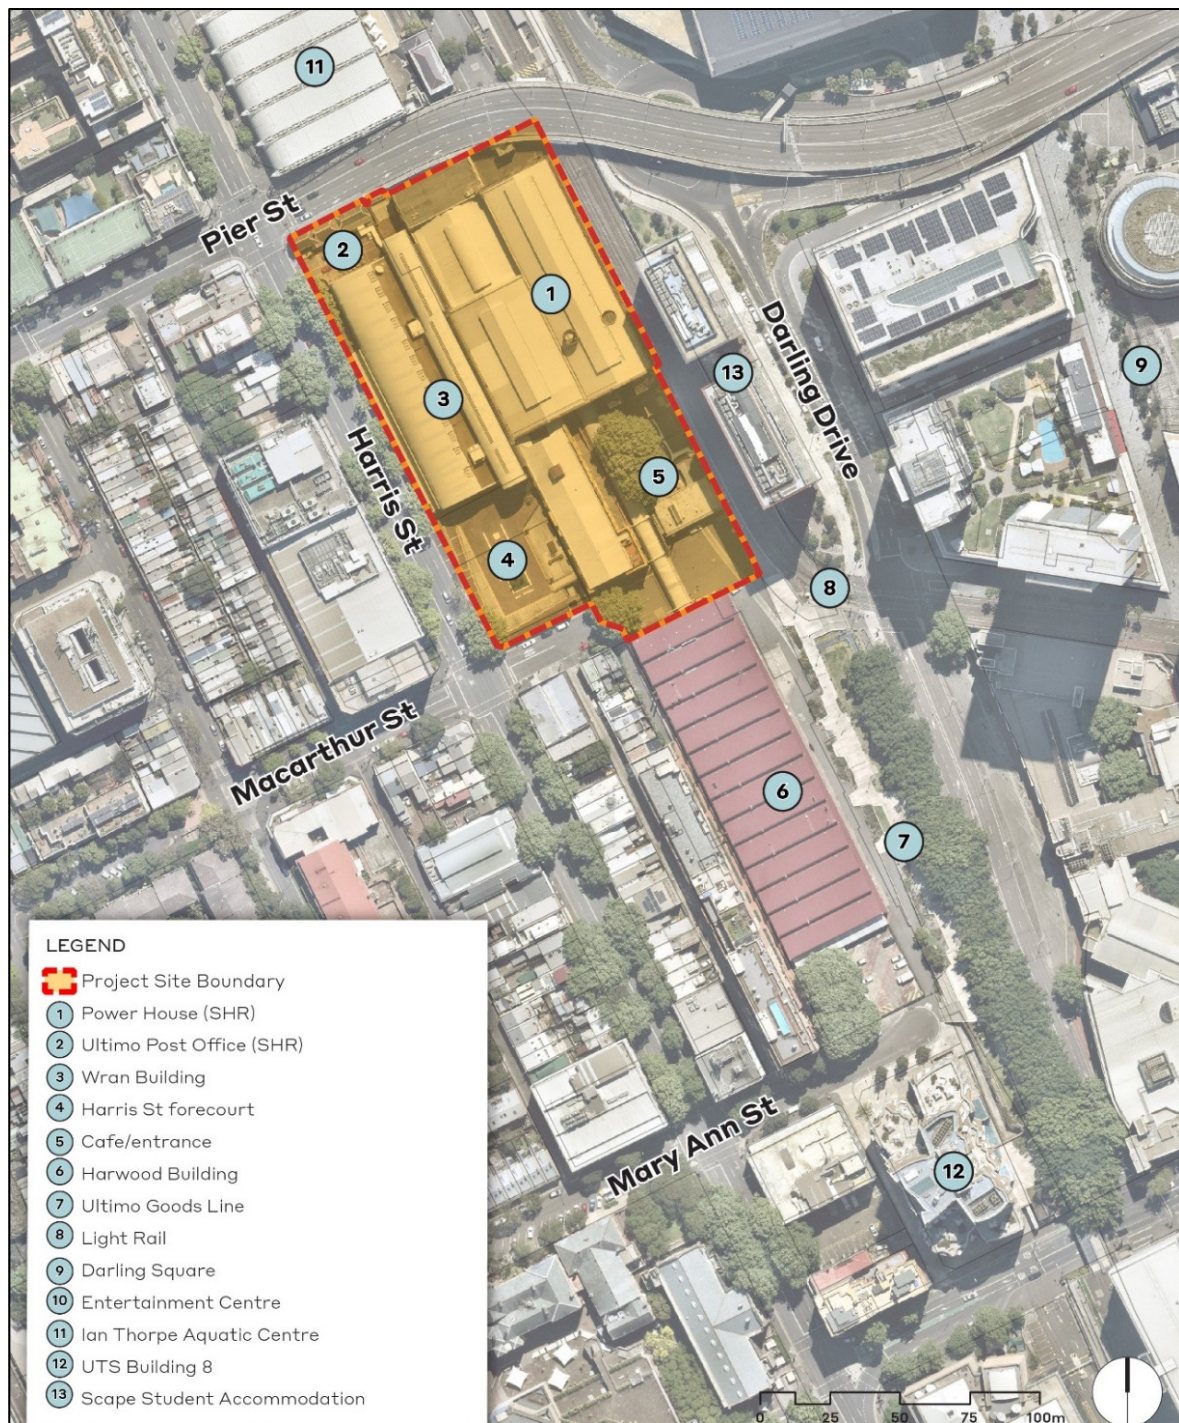 11
Pier St
2
1
Darling Drive
13
9
3
Harris St
5
4
8
Macarthur St
6
7
LEGEND
Project Site Boundary
1 Power House (SHR)
2 Ultimo Post Office (SHR)
3 Wran Building
4 Harris St forecourt
5 Cafe/entrance
6 Harwood Building
7 Ultimo Goods Line
8 Light Rail
9 Darling Square
10 Entertainment Centre
11 Ian Thorpe Aquatic Centre
12 UTS Building 8
13 Scape Student Accommodation
Mary Ann St
12
0 25 50 75 100m